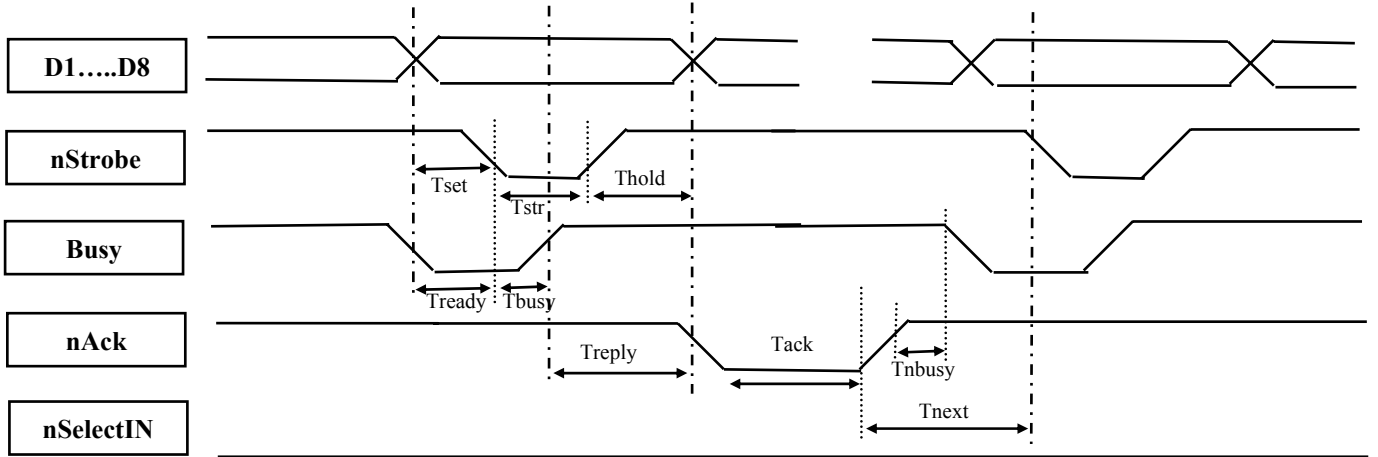 D1…..D8
nStrobe
Tset
Tstr
Thold
Busy
Tready
Tbusy
nAck
Treply
Tack
Tnbusy
Tnext
nSelectIN